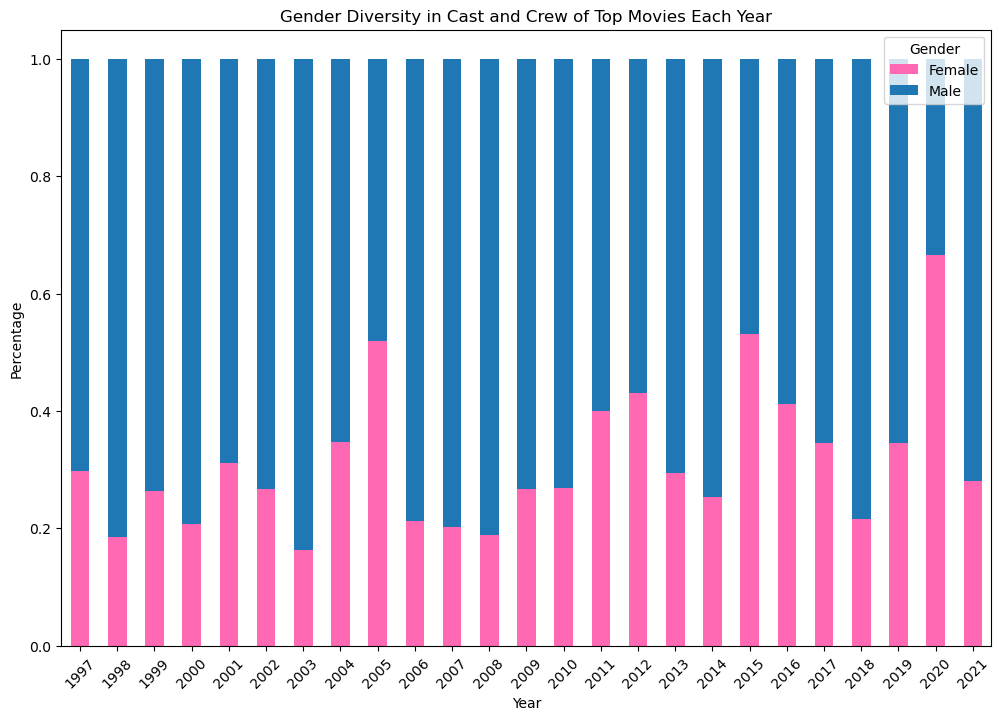 Gender Diversity in Cast and Crew of Top Movies Each Year
Gender
Female
Male
Percentage
1.0
0.8
0.6
0.4
0.2
0.0
1997 1998 1999 2000 2001 2002 2003 2004 2005 2006 2007 2008 2009 2010 2011 2012 2013 2014 2015 2016 2017 2018 2019 2020 2021
Year